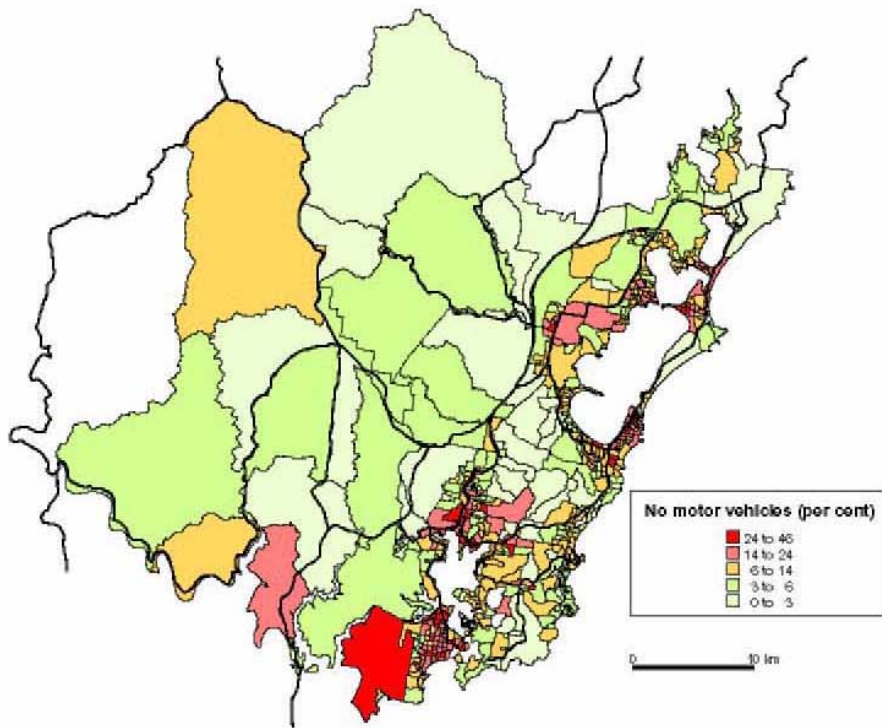 No motor vehicles (per cent)
24 to 46
14 to 24
6 to 14
3 to 6
0 to 3
0 10 km